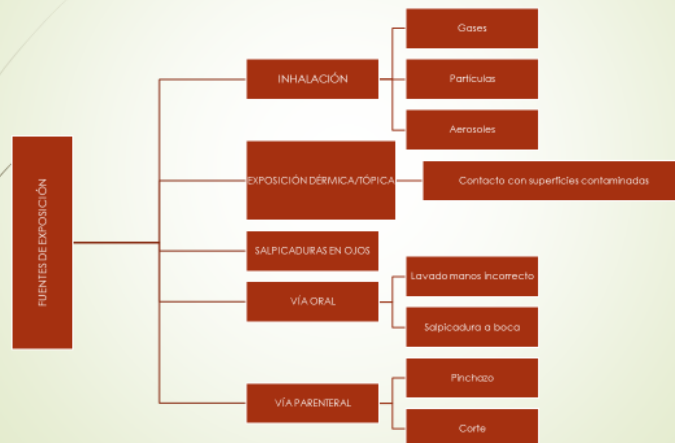 FUENTES DE EXPOSICIÓN
INHALACIÓN
Gases
Partículas
Aerosoles
EXPOSICIÓN DÉRMICA/TÓPICA
Contacto con superficies contaminadas
SALPICADURAS EN OJOS
VÍA ORAL
Lavado manos incorrecto
Salpicadura a boca
VÍA PARENTERAL
Pinchazo
Corte